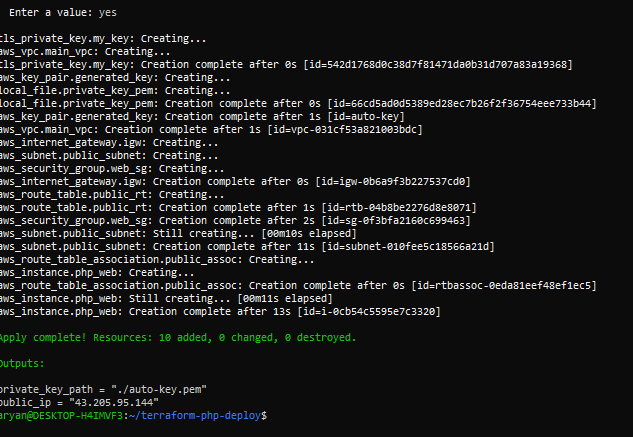 Enter a value: yes
tls_private_key.my_key: Creating...
aws_vpc.main_vpc: Creating...
tls_private_key.my_key: Creation complete after 0s [id=542d1768d0c38d7f81471da0b31d707a83a19368]
aws_key_pair.generated_key: Creating...
local_file.private_key_pem: Creating...
local_file.private_key_pem: Creation complete after 0s [id=66cd5ad0d5389ed28ec7b26f2f36754eee733b44]
aws_key_pair.generated_key: Creation complete after 1s [id=auto-key]
aws_vpc.main_vpc: Creation complete after 1s [id=vpc-031cf53a821003bdc]
aws_internet_gateway.igw: Creating...
aws_subnet.public_subnet: Creating...
aws_security_group.web_sg: Creating...
aws_internet_gateway.igw: Creation complete after 0s [id=igw-0b6a9f3b227537cd0]
aws_route_table.public_rt: Creating...
aws_route_table.public_rt: Creation complete after 1s [id=rtb-04b8be2276d8e8071]
aws_security_group.web_sg: Creation complete after 2s [id=sg-0f3bfa2160c699463]
aws_subnet.public_subnet: Still creating... [00m10s elapsed]
aws_subnet.public_subnet: Creation complete after 11s [id=subnet-010fee5c18566a21d]
aws_route_table_association.public_assoc: Creating...
aws_instance.php_web: Creating...
aws_route_table_association.public_assoc: Creation complete after 0s [id=rtbassoc-0eda81eef48ef1ec5]
aws_instance.php_web: Still creating... [00m11s elapsed]
aws_instance.php_web: Creation complete after 13s [id=i-0cb54c5595e7c3320]
Apply complete! Resources: 10 added, 0 changed, 0 destroyed.
Outputs:
private_key_path = "./auto-key.pem"
public_ip = "43.205.95.144"
aryan@DESKTOP-H4IMVF3:~/terraform-php-deploy$